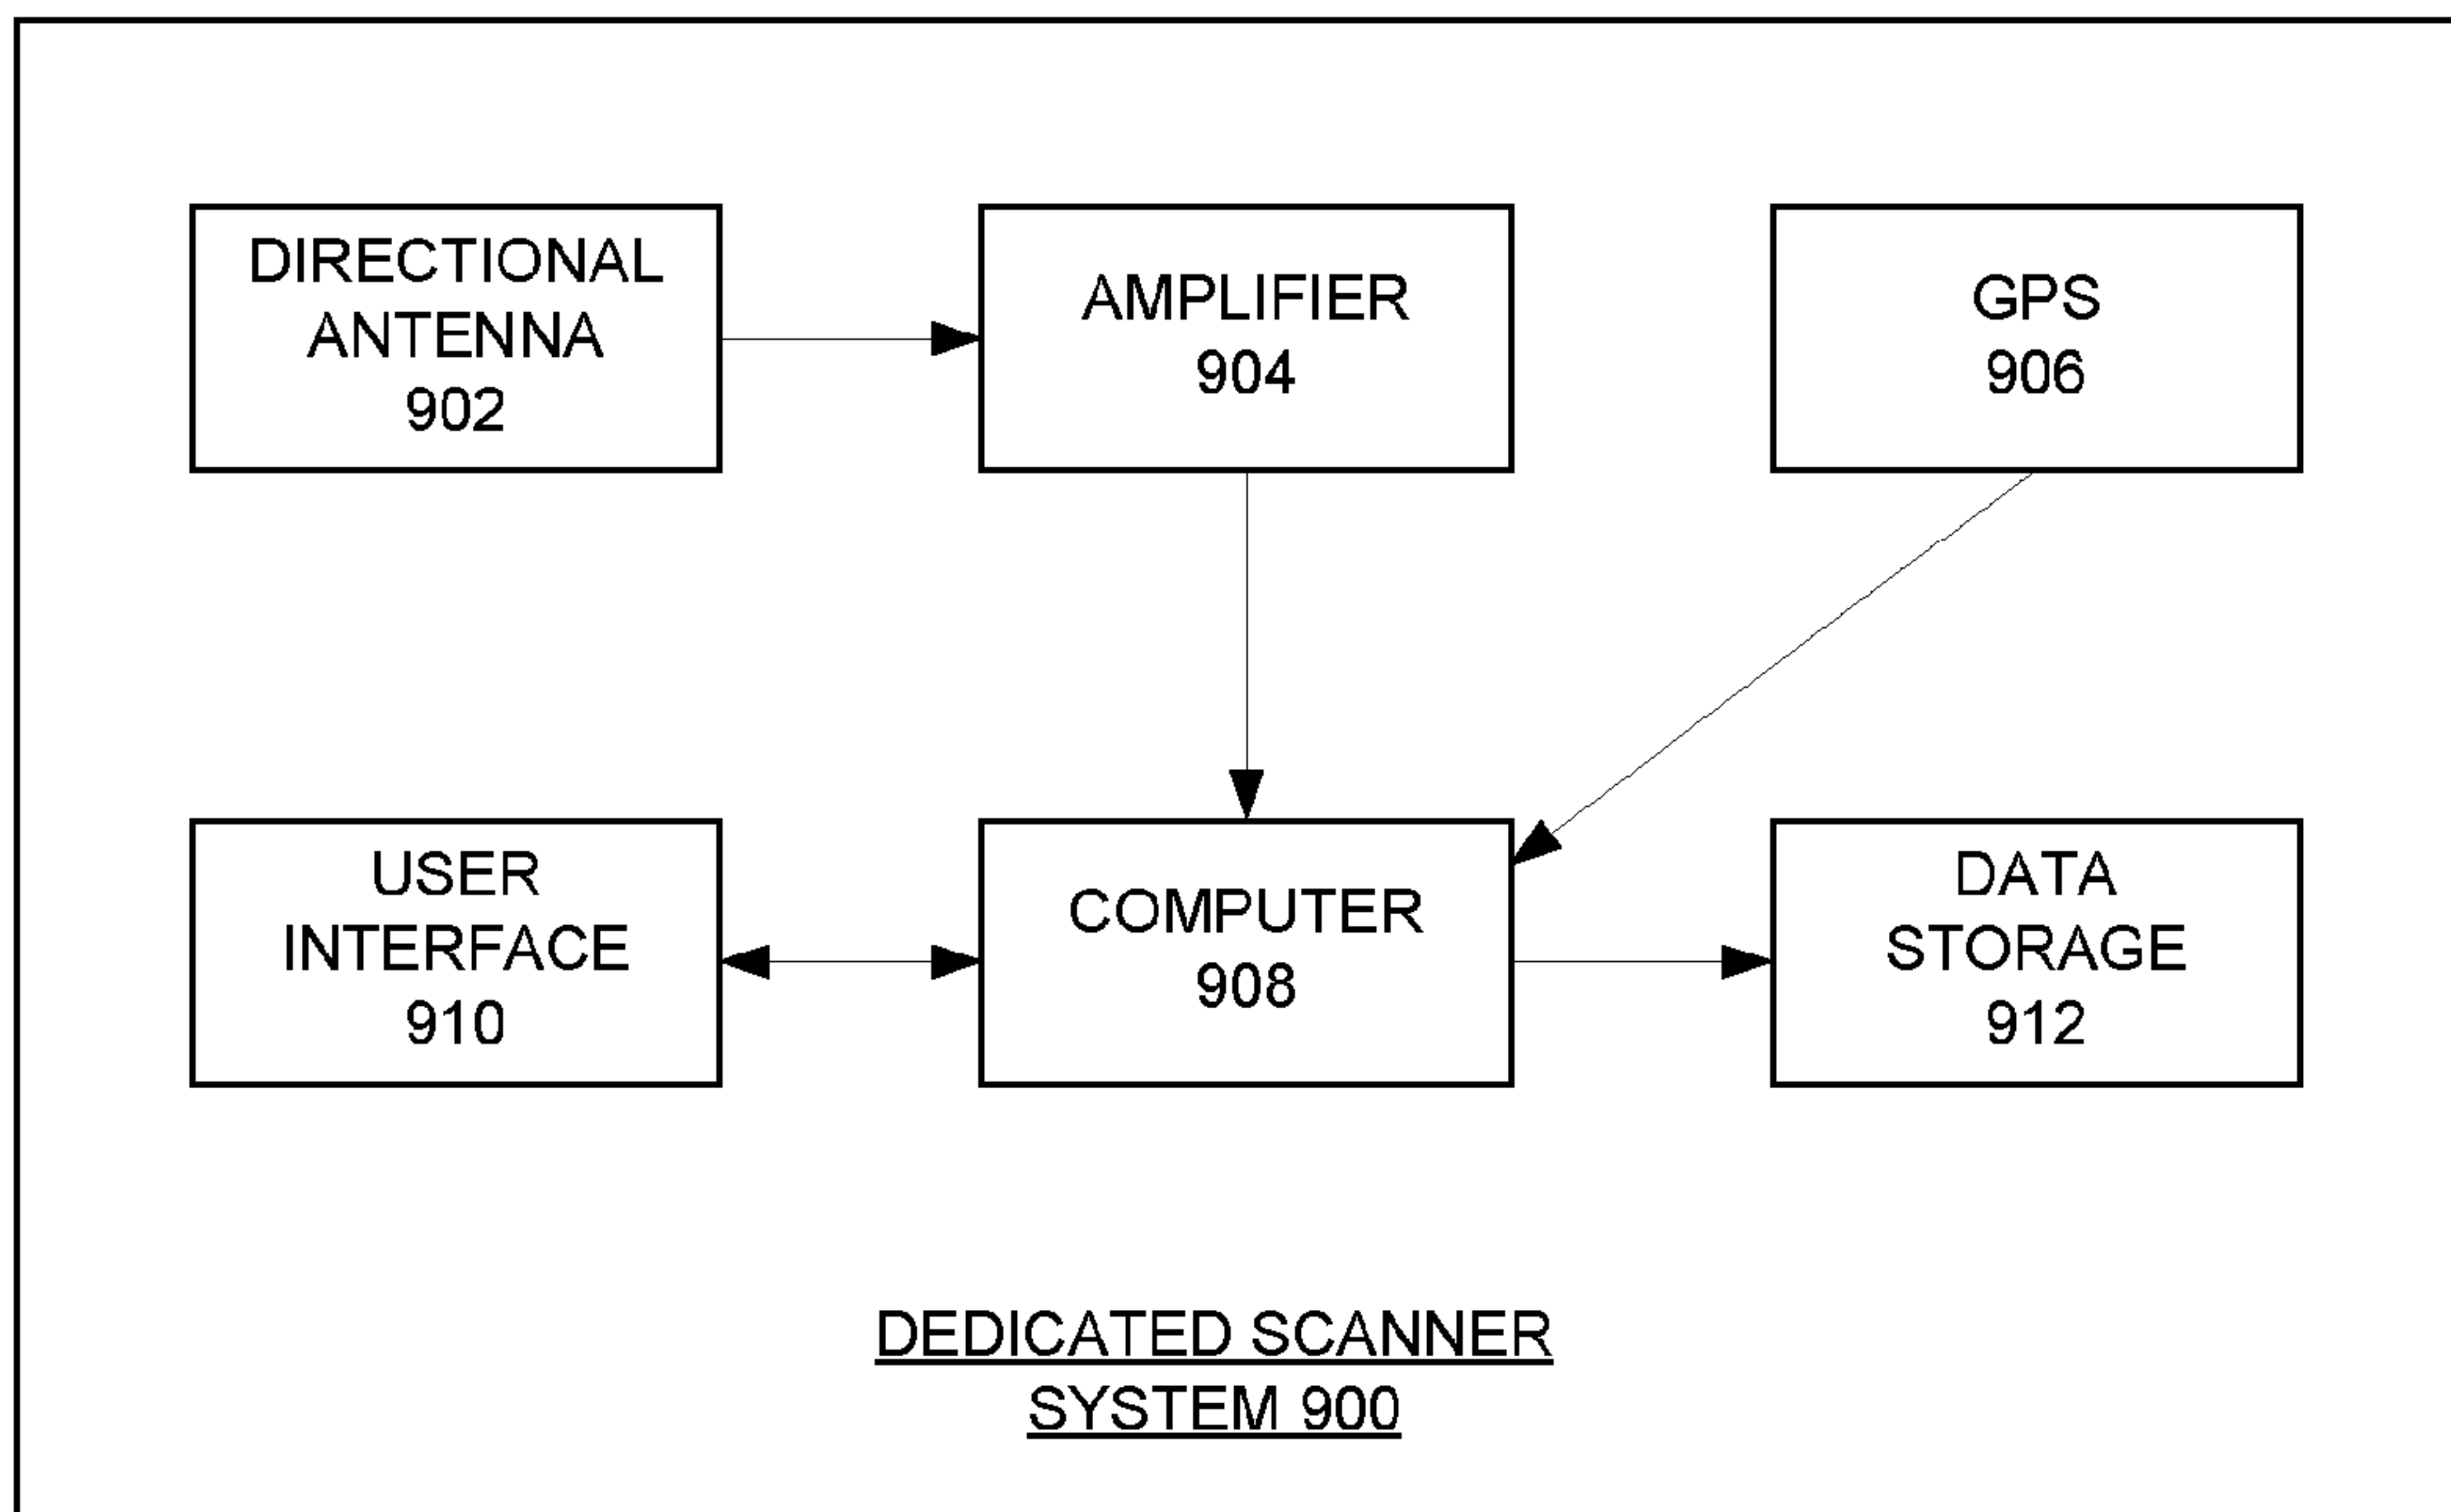 DIRECTIONAL
ANTENNA
902
AMPLIFIER
904
GPS
906
USER
INTERFACE
910
COMPUTER
908
DATA
STORAGE
912
DEDICATED SCANNER
SYSTEM 900